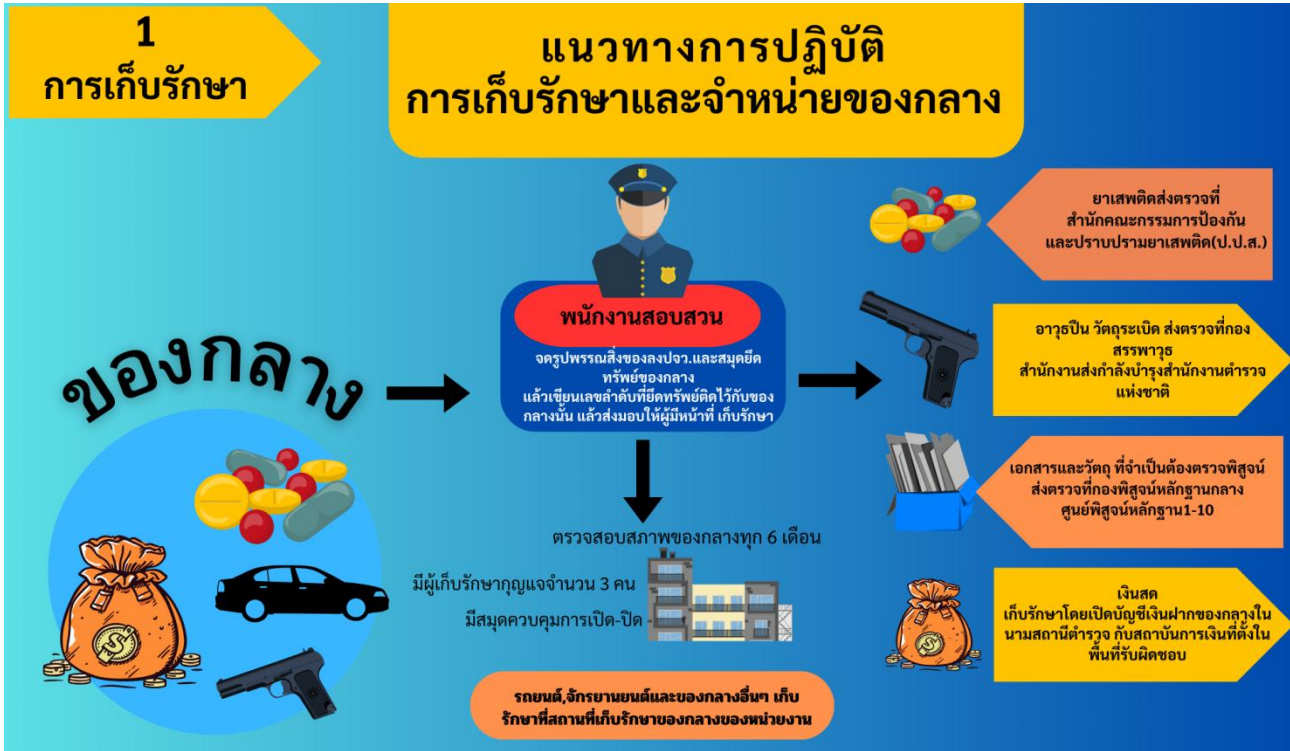 1
การเก็บรักษา
แนวทางการปฏิบัติ
การเก็บรักษาและจำหน่ายของกลาง
ของกลาง
พนักงานสอบสวน
จดรูปพรรณสิ่งของลงปจว.และสมุดยึด
ทรัพย์ของกลาง
แล้วเขียนเลขลำดับที่ยึดทรัพย์ติดไว้กับของ
กลางนั้น แล้วส่งมอบให้ผู้มีหน้าที่ เก็บรักษา
ตรวจสอบสภาพของกลางทุก 6 เดือน
มีผู้เก็บรักษากุญแจจำนวน 3 คน
มีสมุดควบคุมการเปิด-ปิด
รถยนต์,จักรยานยนต์และของกลางอื่นๆ เก็บ
รักษาที่สถานที่เก็บรักษาของกลางของหน่วยงาน
ยาเสพติดส่งตรวจที่
สำนักคณะกรรมการป้องกัน
และปราบปรามยาเสพติด(ป.ป.ส.)
อาวุธปืน วัตถุระเบิด ส่งตรวจที่กอง
สรรพาวุธ
สำนักงานส่งกำลังบำรุงสำนักงานตำรวจ
แห่งชาติ
เอกสารและวัตถุ ที่จำเป็นต้องตรวจพิสูจน์
ส่งตรวจที่กองพิสูจน์หลักฐานกลาง
ศูนย์พิสูจน์หลักฐาน1-10
เงินสด
เก็บรักษาโดยเปิดบัญชีเงินฝากของกลางใน
นามสถานีตำรวจ กับสถาบันการเงินที่ตั้งใน
พื้นที่รับผิดชอบ